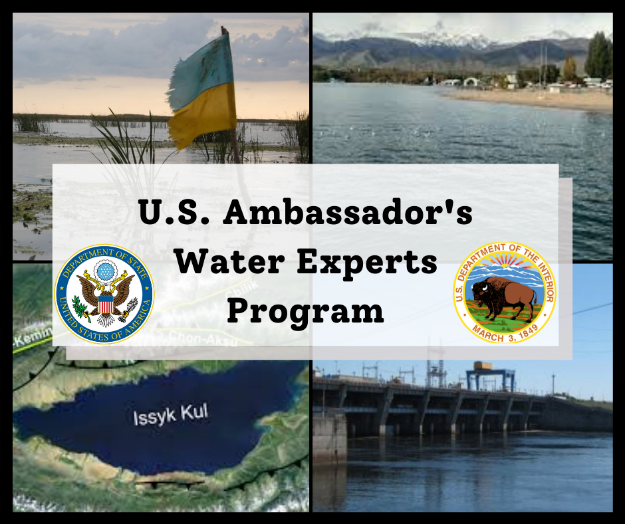 U.S. Ambassador's
Water Experts
Program
DEPARTMENT OF STATE
UNITED STATES OF AMERICA
U.S. DEPARTMENT OF THE INTERIOR
MARCH 3, 1849
Issyk Kul